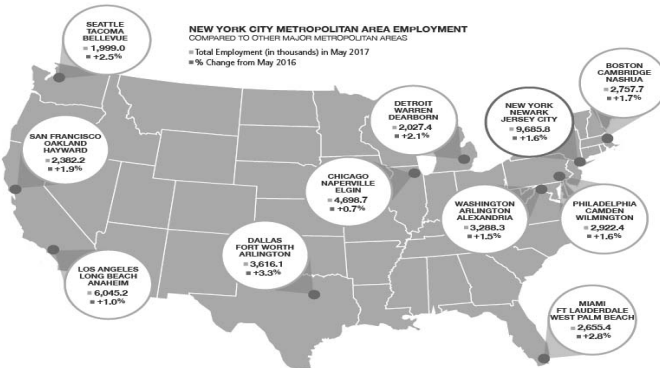 NEW YORK CITY METROPOLITAN AREA EMPLOYMENT
COMPARED TO OTHER MAJOR METROPOLITAN AREAS
= Total Employment (in thousands) in May 2017
= % Change from May 2016
SEATTLE
TACOMA
BELLEVUE
= 1,999.0
= +2.5%
BOSTON
CAMBRIDGE
NASHUA
= 2,757.7
= +1.7%
DETROIT
WARREN
DEARBORN
= 2,027.4
= +2.1%
NEW YORK
NEWARK
JERSEY CITY
= 9,685.8
= +1.6%
SAN FRANCISCO
OAKLAND
HAYWARD
= 2,382.2
= +1.9%
CHICAGO
NAPERVILLE
ELGIN
= 4,698.7
= +0.7%
WASHINGTON
ARLINGTON
ALEXANDRIA
= 3,288.3
= +1.5%
PHILADELPHIA
CAMDEN
WILMINGTON
= 2,922.4
= +1.6%
DALLAS
FORT WORTH
ARLINGTON
= 3,616.1
= +3.3%
LOS ANGELES
LONG BEACH
ANAHEIM
= 6,045.2
= +1.0%
MIAMI
FT LAUDERDALE
WEST PALM BEACH
= 2,655.4
= +2.8%